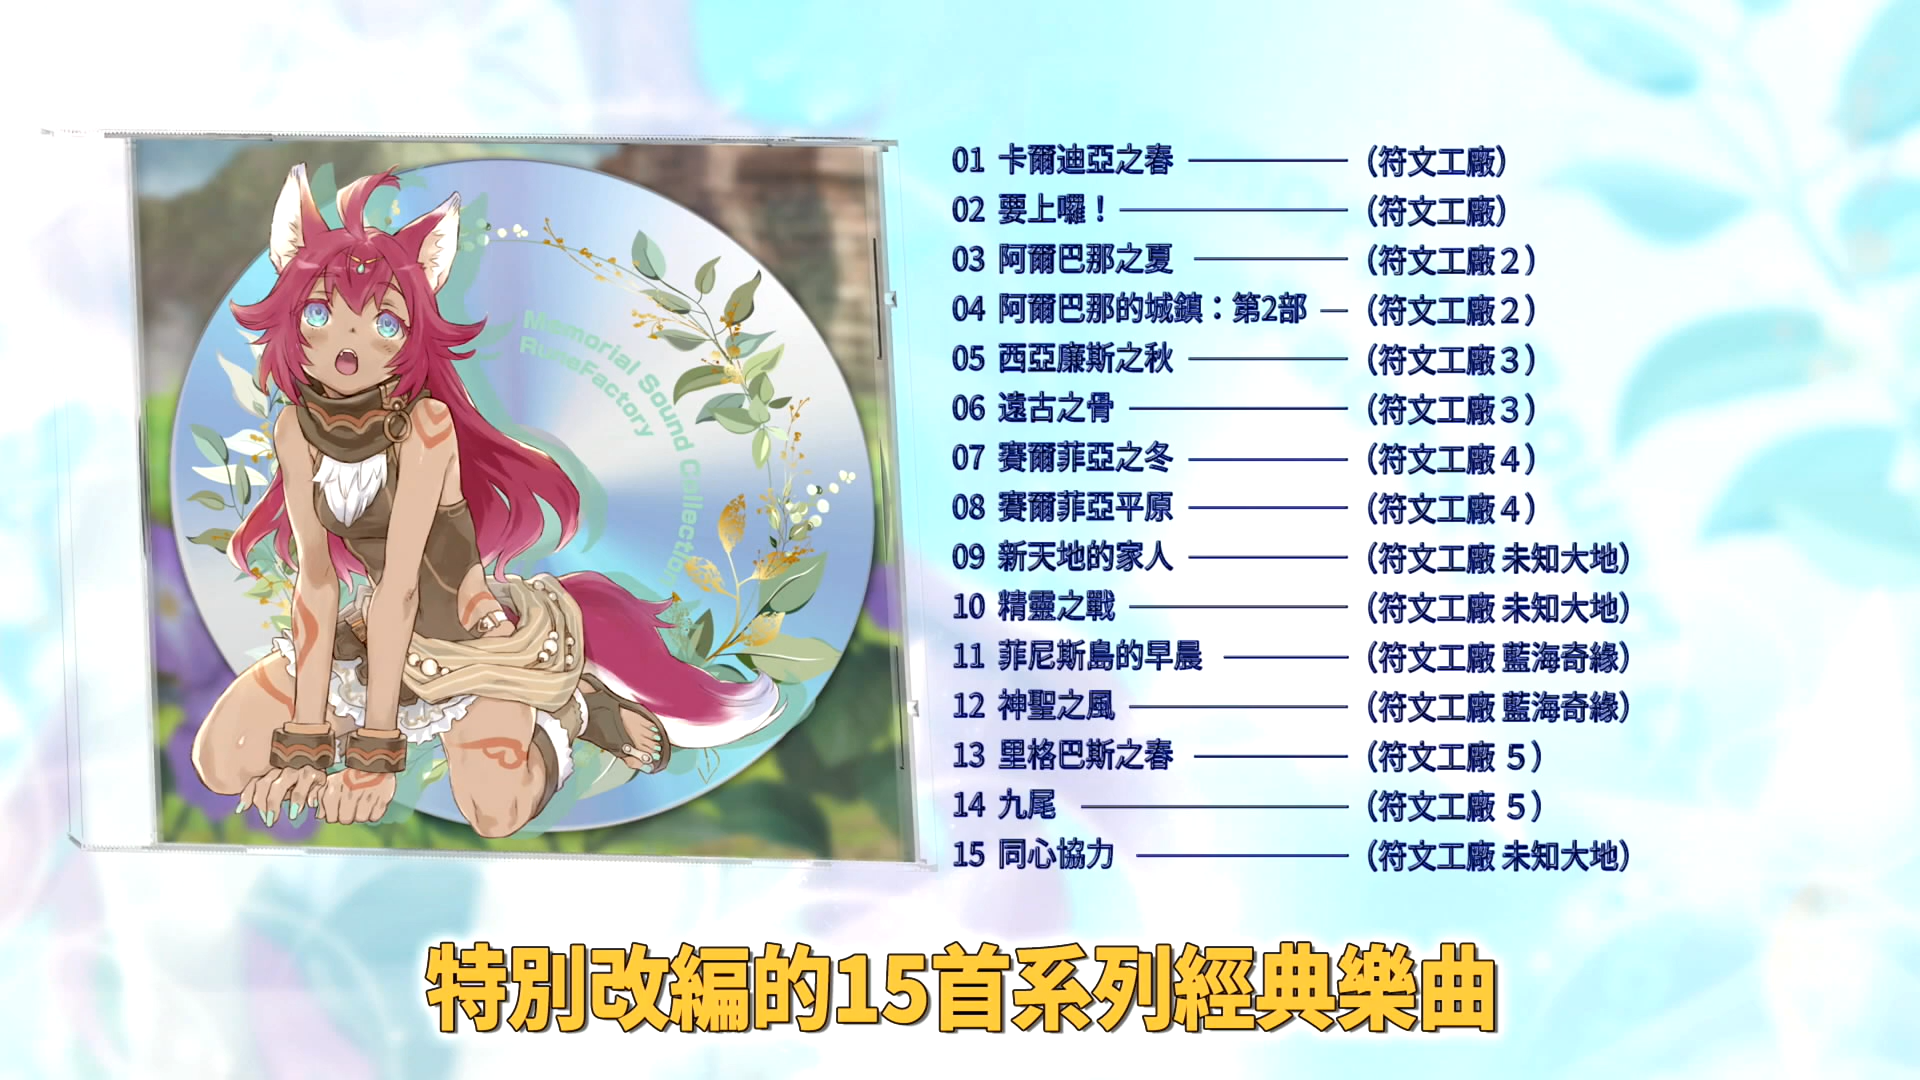 Memorial Sound Collection
RuneFactory
01 卡爾迪亞之春 (符文工廠)
02 要上囉！ (符文工廠)
03 阿爾巴那之夏 (符文工廠２)
04 阿爾巴那的城鎮：第2部 (符文工廠２)
05 西亞廉斯之秋 (符文工廠３)
06 遠古之骨 (符文工廠３)
07 賽爾菲亞之冬 (符文工廠４)
08 賽爾菲亞平原 (符文工廠４)
09 新天地的家人 (符文工廠 未知大地)
10 精靈之戰 (符文工廠 未知大地)
11 菲尼斯島的早晨 (符文工廠 藍海奇緣)
12 神聖之風 (符文工廠 藍海奇緣)
13 里格巴斯之春 (符文工廠 ５)
14 九尾 (符文工廠 ５)
15 同心協力 (符文工廠 未知大地)
特別改編的15首系列經典樂曲